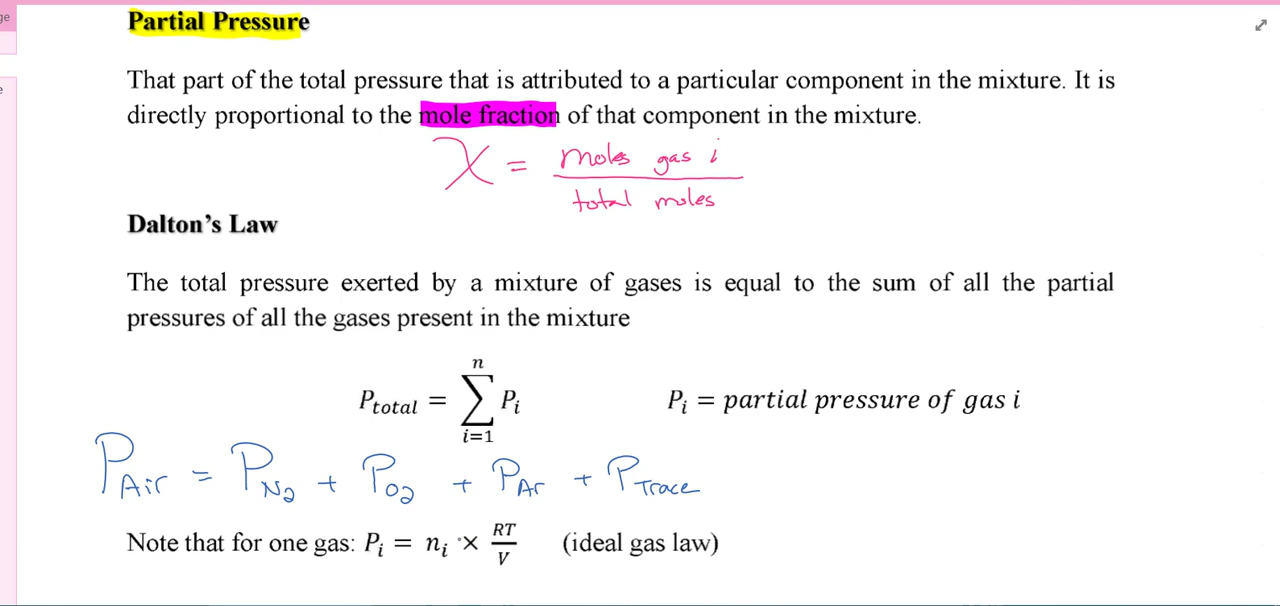 ge
Partial Pressure
e
That part of the total pressure that is attributed to a particular component in the mixture. It is
directly proportional to the mole fraction of that component in the mixture.
X = moles gas i / total moles
Dalton's Law
The total pressure exerted by a mixture of gases is equal to the sum of all the partial
pressures of all the gases present in the mixture
P_total = ∑_{i=1}^{n} P_i    P_i = partial pressure of gas i
P_Air = P_N2 + P_O2 + P_Ar + P_Trace
Note that for one gas: P_i = n_i × RT/V (ideal gas law)